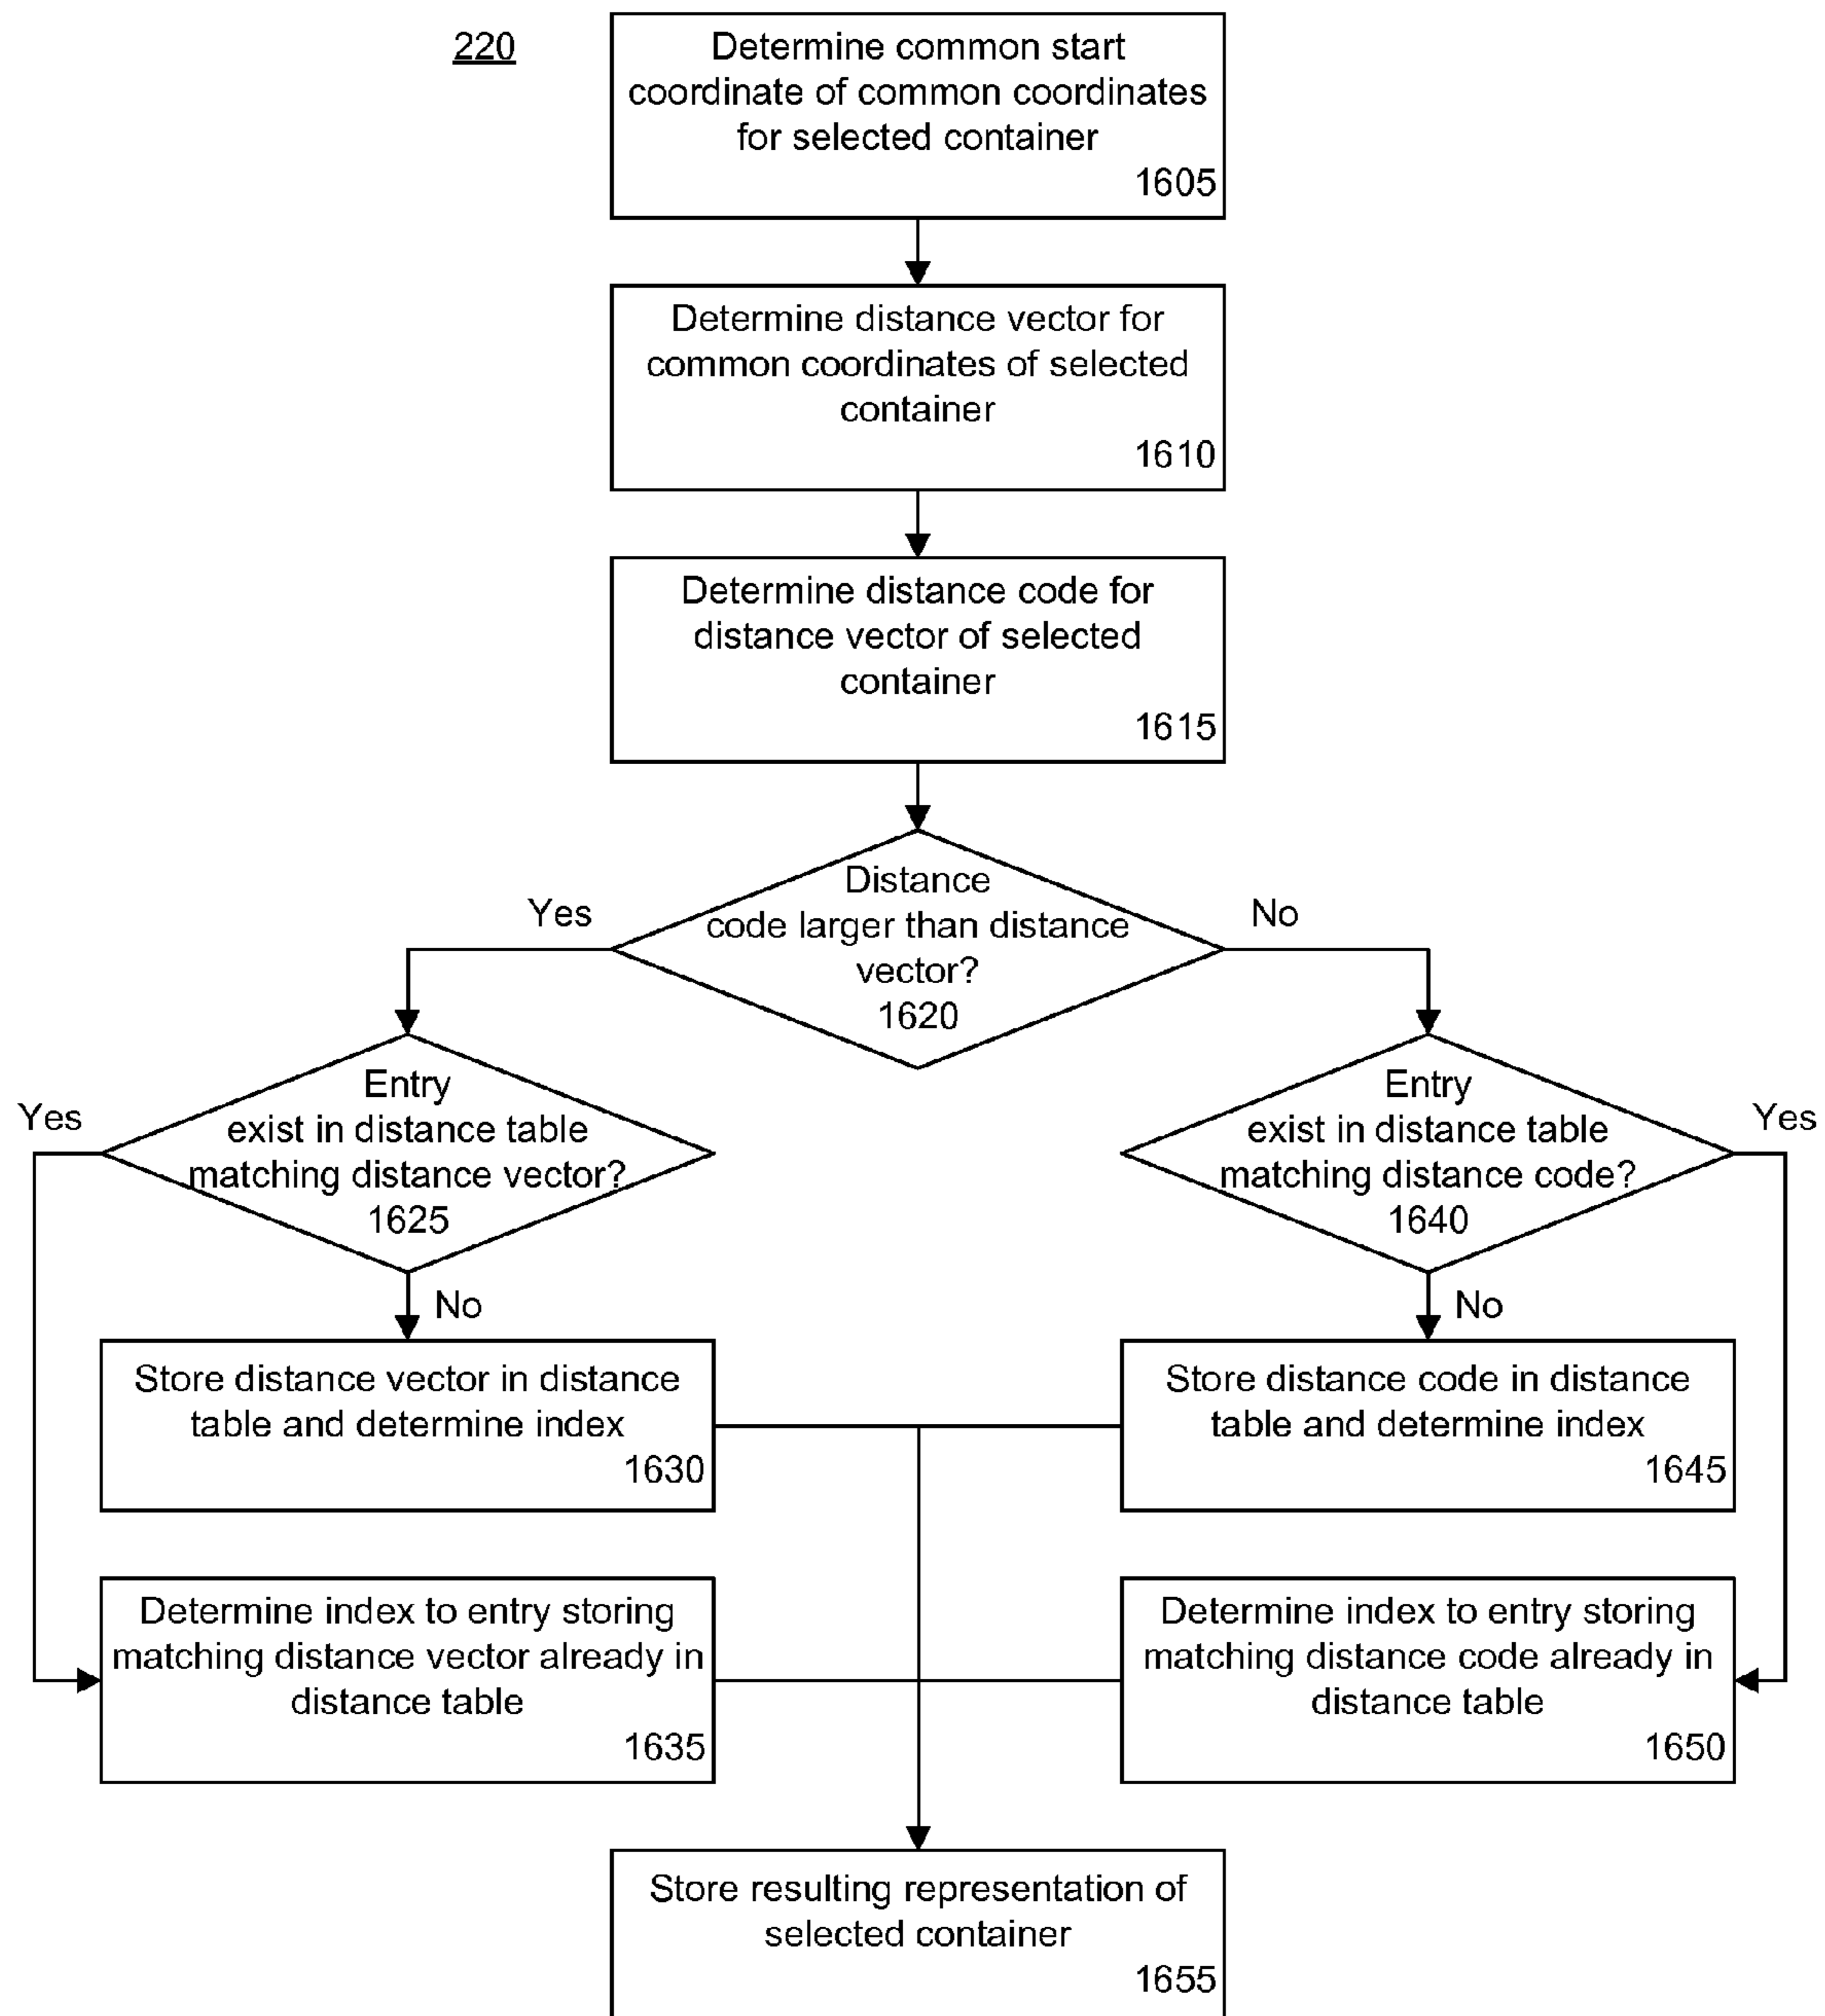 220
Determine common start
coordinate of common coordinates
for selected container
1605
Determine distance vector for
common coordinates of selected
container
1610
Determine distance code for
distance vector of selected
container
1615
Distance
code larger than distance
vector?
1620
Yes
No
Entry
exist in distance table
matching distance vector?
1625
Yes
No
Entry
exist in distance table
matching distance code?
1640
Yes
No
Store distance vector in distance
table and determine index
1630
Store distance code in distance
table and determine index
1645
Determine index to entry storing
matching distance vector already in
distance table
1635
Determine index to entry storing
matching distance code already in
distance table
1650
Store resulting representation of
selected container
1655